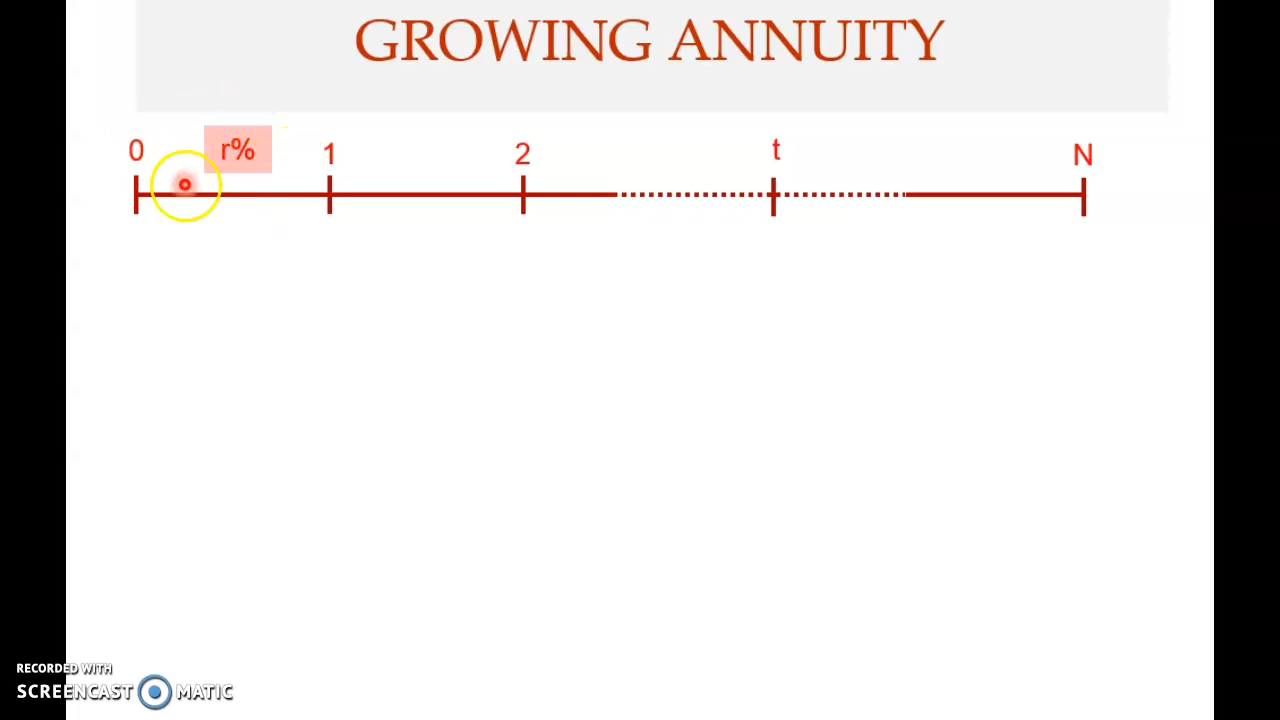 GROWING ANNUITY
0 r% 1 2 t N
RECORDED WITH
SCREENCAST MATIC